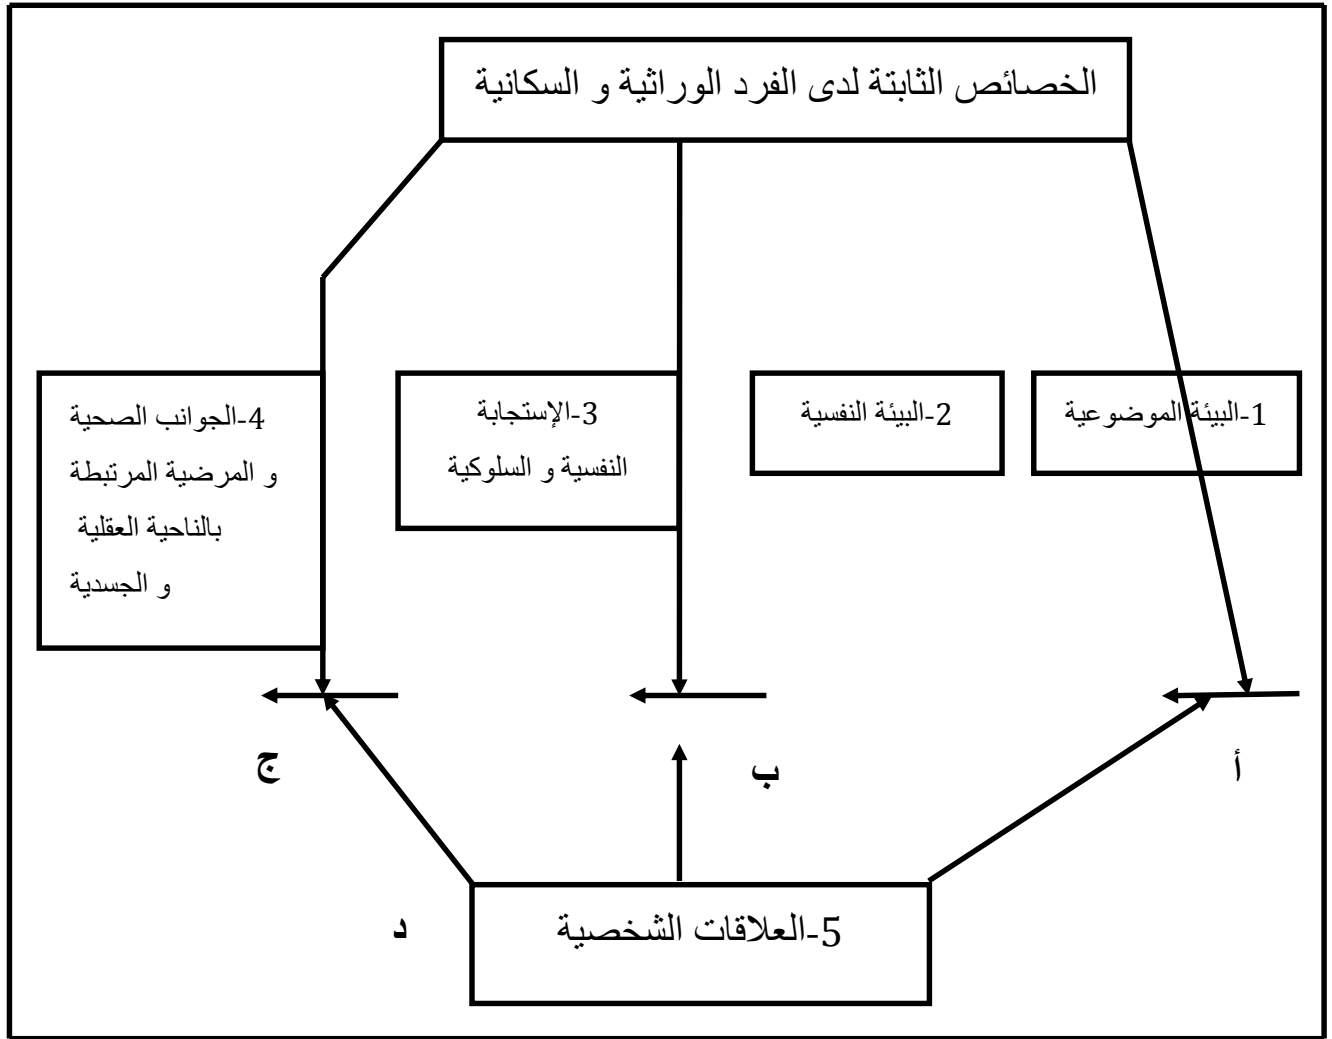 الخصائص الثابتة لدى الفرد الوراثية و السكانية
1-البيئة الموضوعية
2-البيئة النفسية
3-الإستجابة
النفسية و السلوكية
4-الجوانب الصحية
و المرضية المرتبطة
بالناحية العقلية
و الجسدية
أ
ب
ج
5-العلاقات الشخصية
د